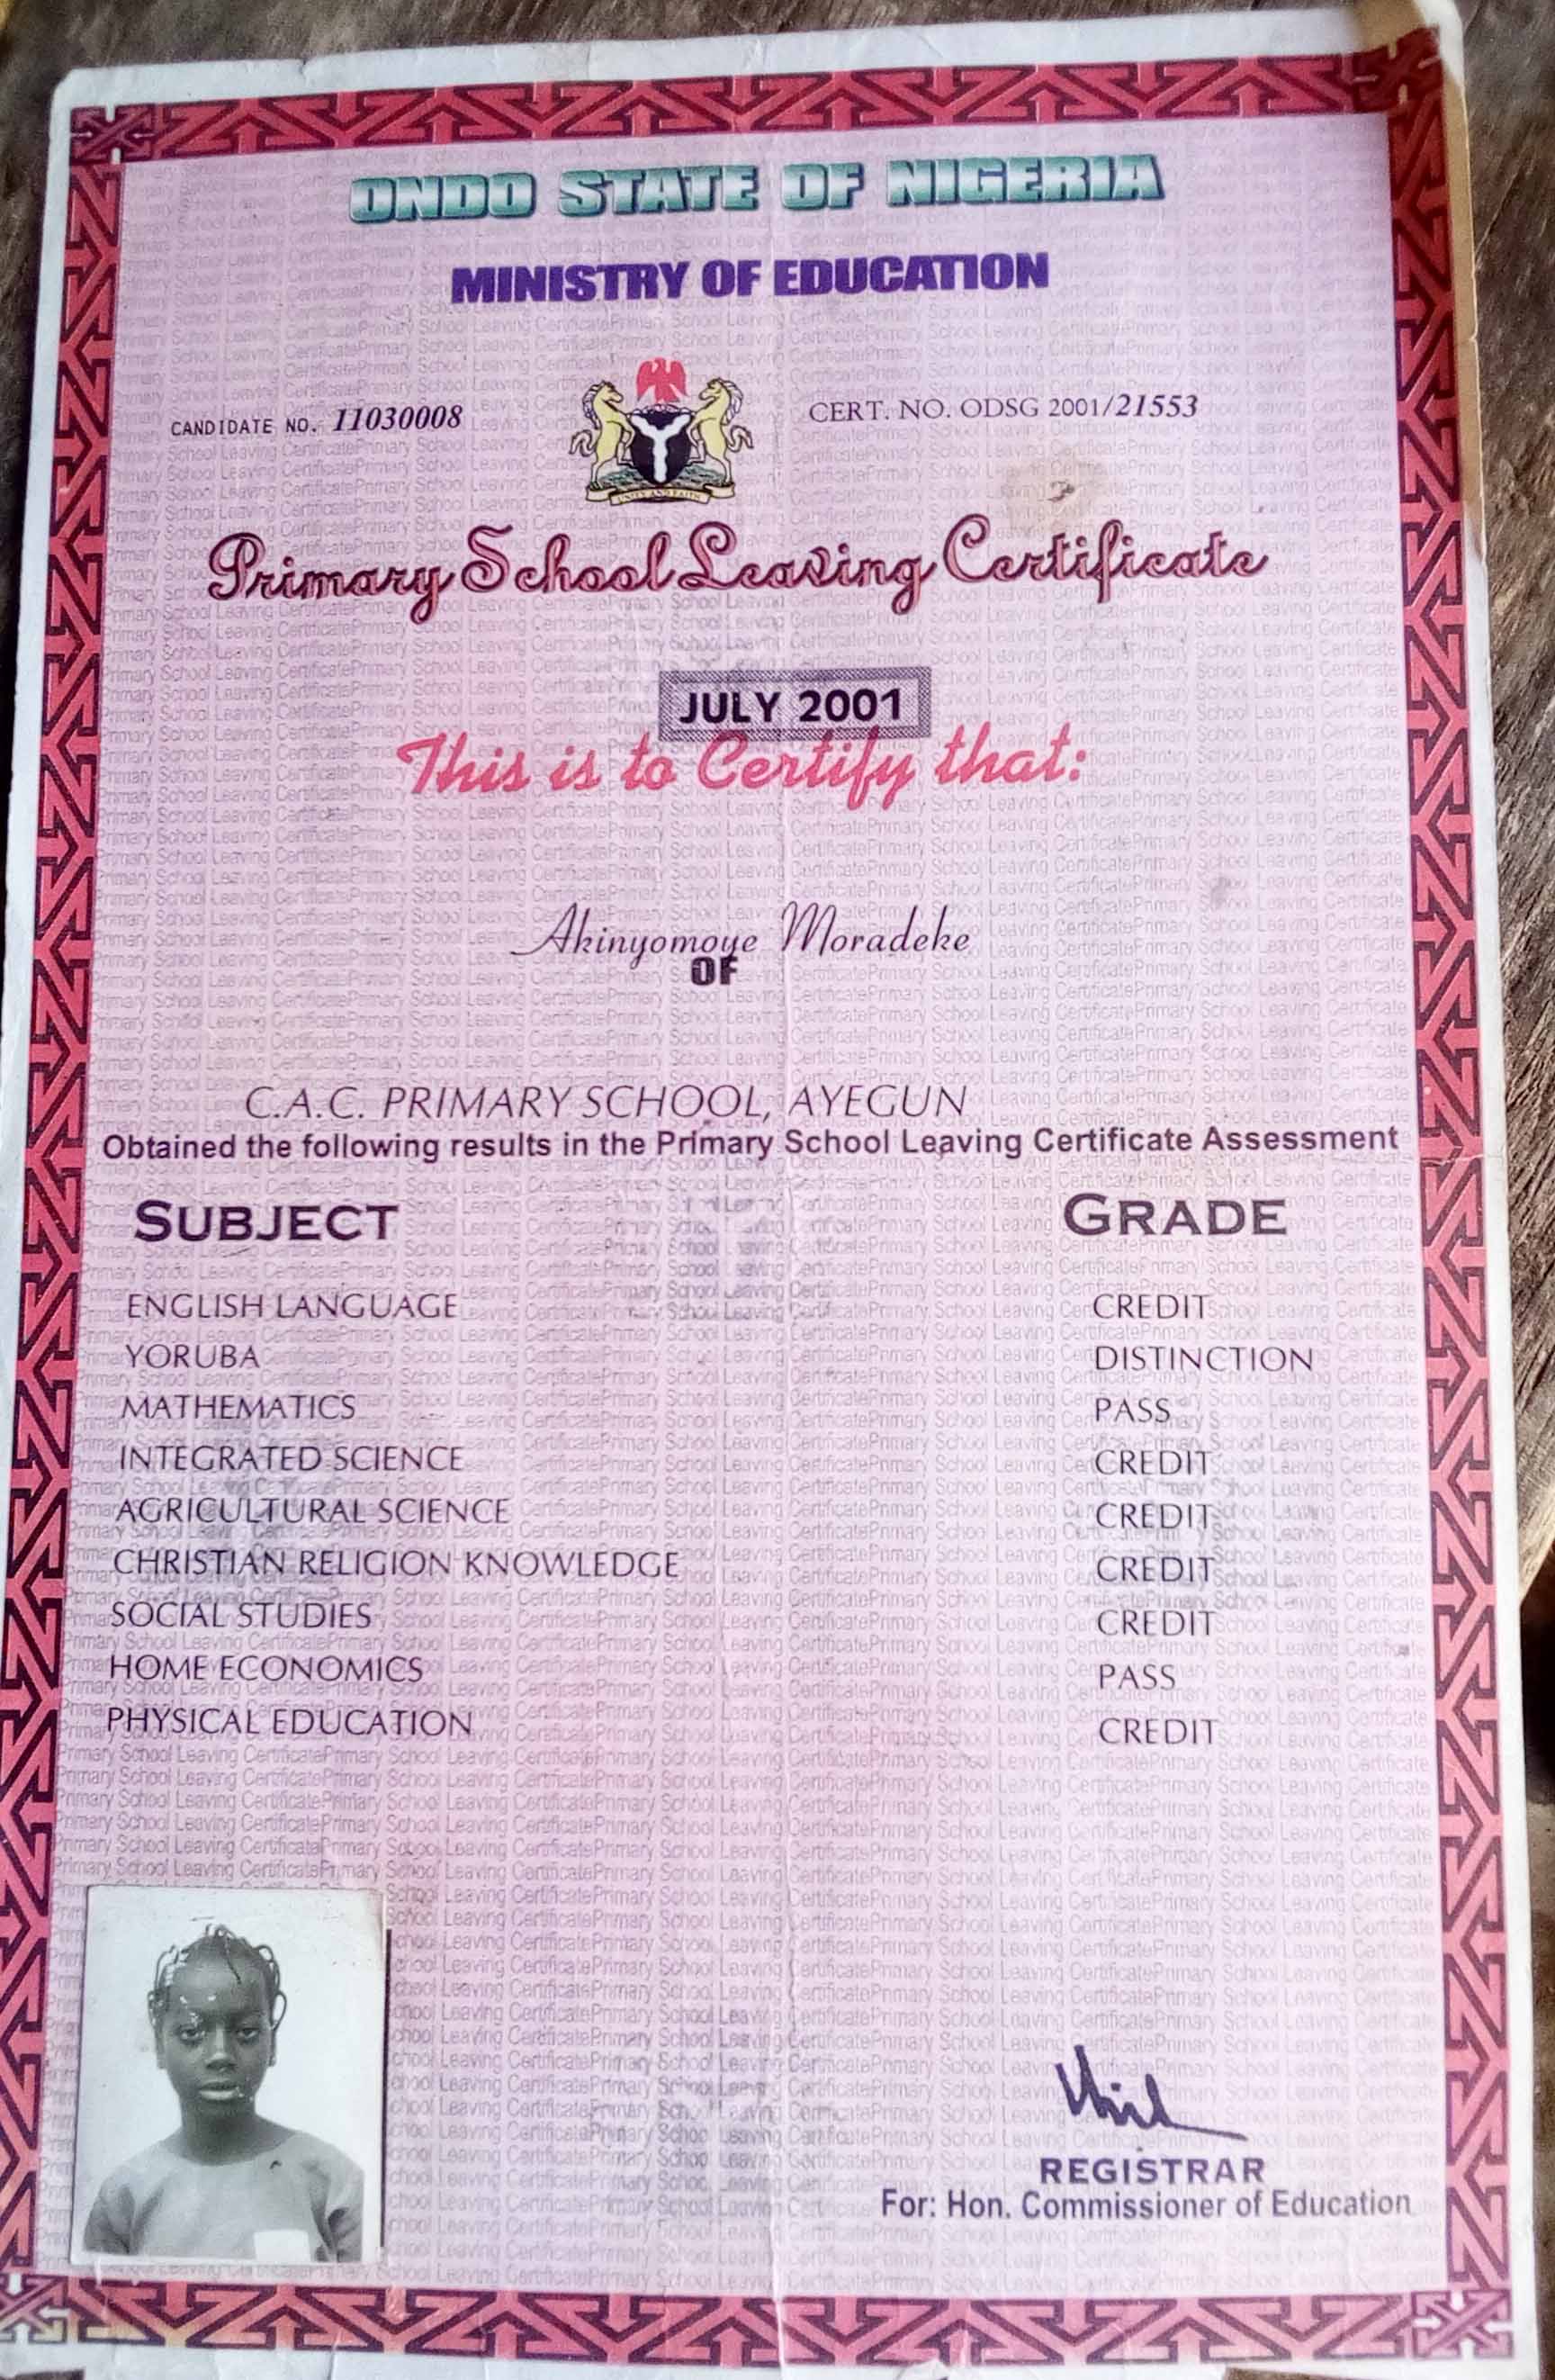 ONDO STATE OF NIGERIA
MINISTRY OF EDUCATION
CANDIDATE NO. 11030008
CERT. NO. ODSG 2001/21553
UNITY AND FAITH
Primary School Leaving Certificate
JULY 2001
This is to Certify that:
Akinyomoye Moradeke
OF
C.A.C. PRIMARY SCHOOL, AYEGUN
Obtained the following results in the Primary School Leaving Certificate Assessment
SUBJECT GRADE
ENGLISH LANGUAGE CREDIT
YORUBA DISTINCTION
MATHEMATICS PASS
INTEGRATED SCIENCE CREDIT
AGRICULTURAL SCIENCE CREDIT
CHRISTIAN RELIGION KNOWLEDGE CREDIT
SOCIAL STUDIES CREDIT
HOME ECONOMICS PASS
PHYSICAL EDUCATION CREDIT
REGISTRAR
For: Hon. Commissioner of Education